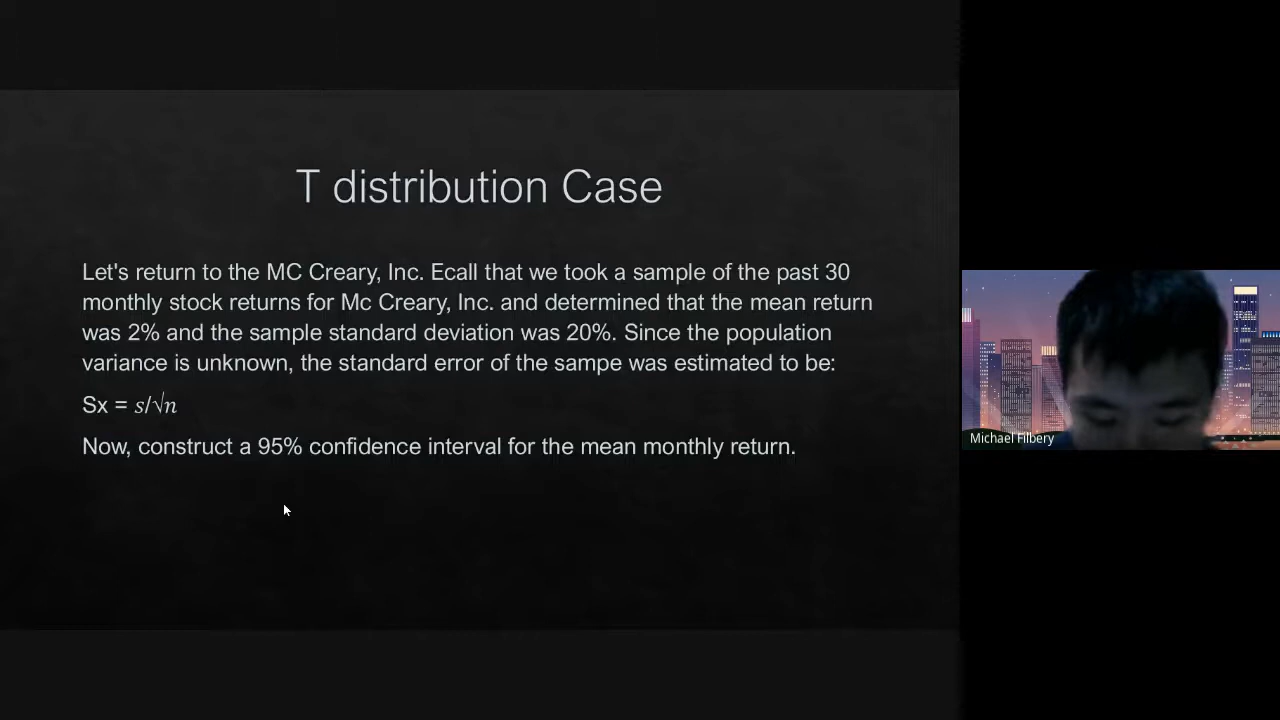 T distribution Case
Let's return to the MC Creary, Inc. Ecall that we took a sample of the past 30
monthly stock returns for Mc Creary, Inc. and determined that the mean return
was 2% and the sample standard deviation was 20%. Since the population
variance is unknown, the standard error of the sampe was estimated to be:
Sx = s/√n
Now, construct a 95% confidence interval for the mean monthly return.
Michael Filbery